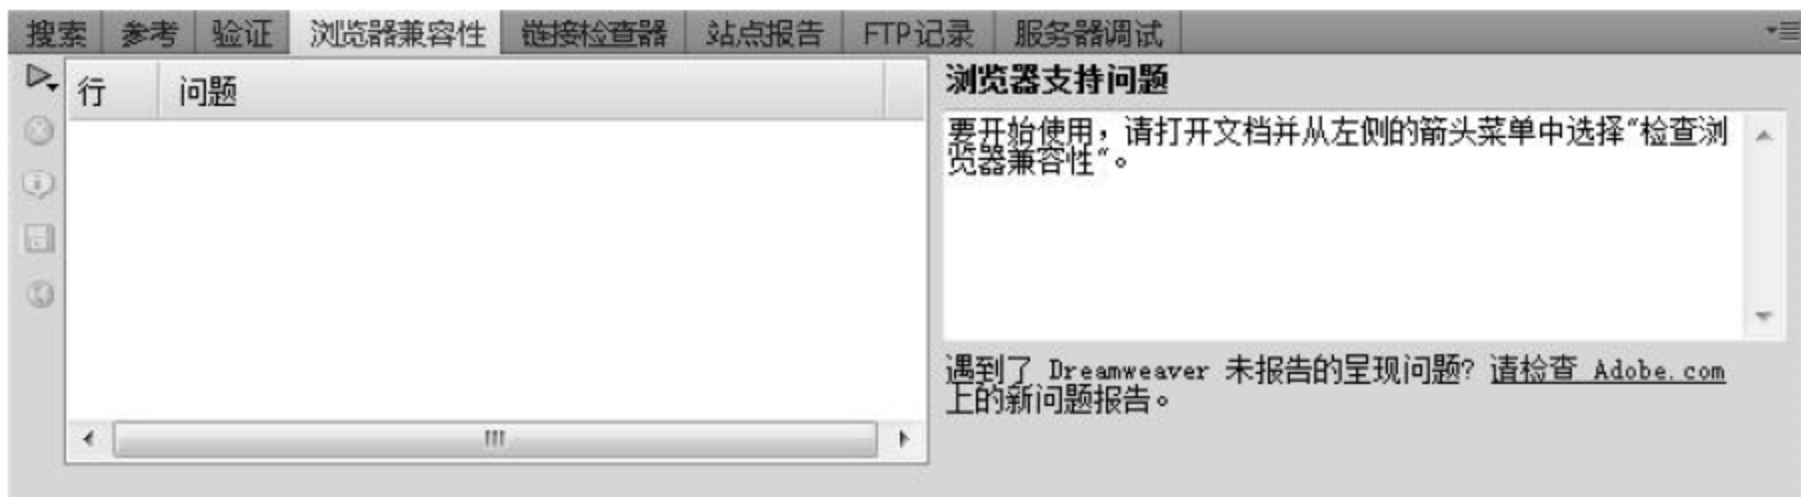 搜索 参考 验证 浏览器兼容性 链接检查器 站点报告 FTP记录 服务器调试
行 问题
浏览器支持问题
要开始使用，请打开文档并从左侧的箭头菜单中选择"检查浏
览器兼容性"。
遇到了 Dreamweaver 未报告的呈现问题? 请检查 Adobe.com
上的新问题报告。